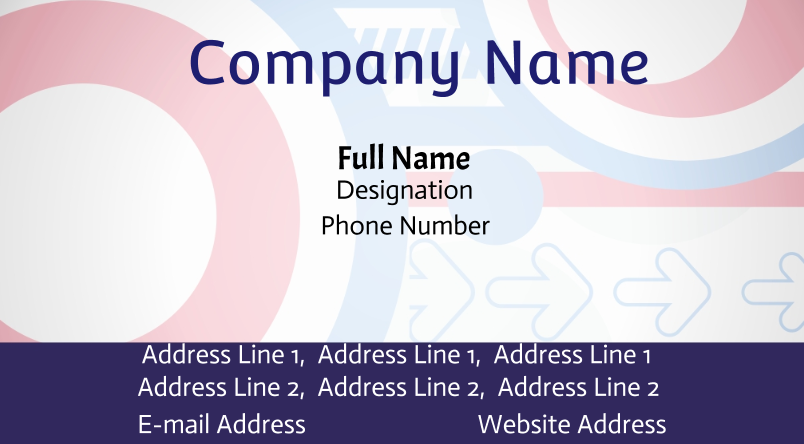 Company Name
Full Name
Designation
Phone Number
Address Line 1, Address Line 1, Address Line 1
Address Line 2, Address Line 2, Address Line 2
E-mail Address Website Address